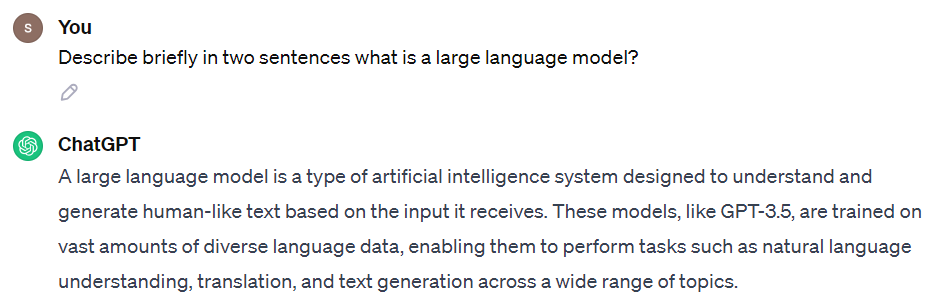 S
You
Describe briefly in two sentences what is a large language model?
ChatGPT
A large language model is a type of artificial intelligence system designed to understand and
generate human-like text based on the input it receives. These models, like GPT-3.5, are trained on
vast amounts of diverse language data, enabling them to perform tasks such as natural language
understanding, translation, and text generation across a wide range of topics.